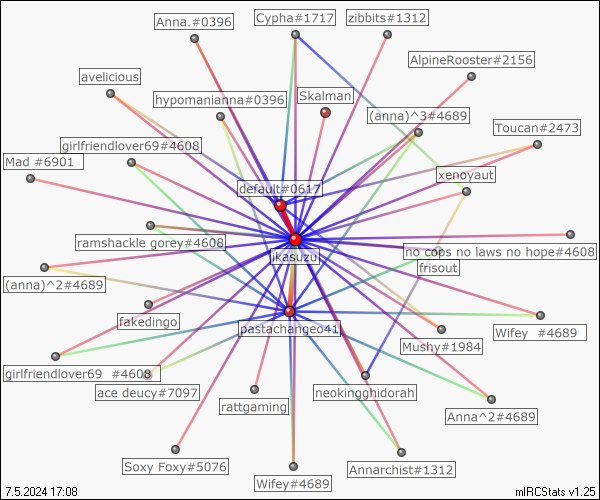 Anna.#0396
Cypha#1717
zibbits#1312
AlpineRooster#2156
avelicious
hypomanianna#0396
Skalman
(anna)^3#4689
Toucan#2473
girlfriendlover69#4608
Mad #6901
xenoyaut
default#0617
ramshackle gorey#4608
no cops no laws no hope#4608
jikasuzuj
frisout
(anna)^2#4689
fakedingo
pastachange041
Wifey #4689
Mushy#1984
girlfriendlover69 #4608
ace deucy#7097
rattgaming
neokingghidorah
Anna^2#4689
Soxy Foxy#5076
Annarchist#1312
Wifey#4689
7.5.2024 17:08
mIRCStats v1.25